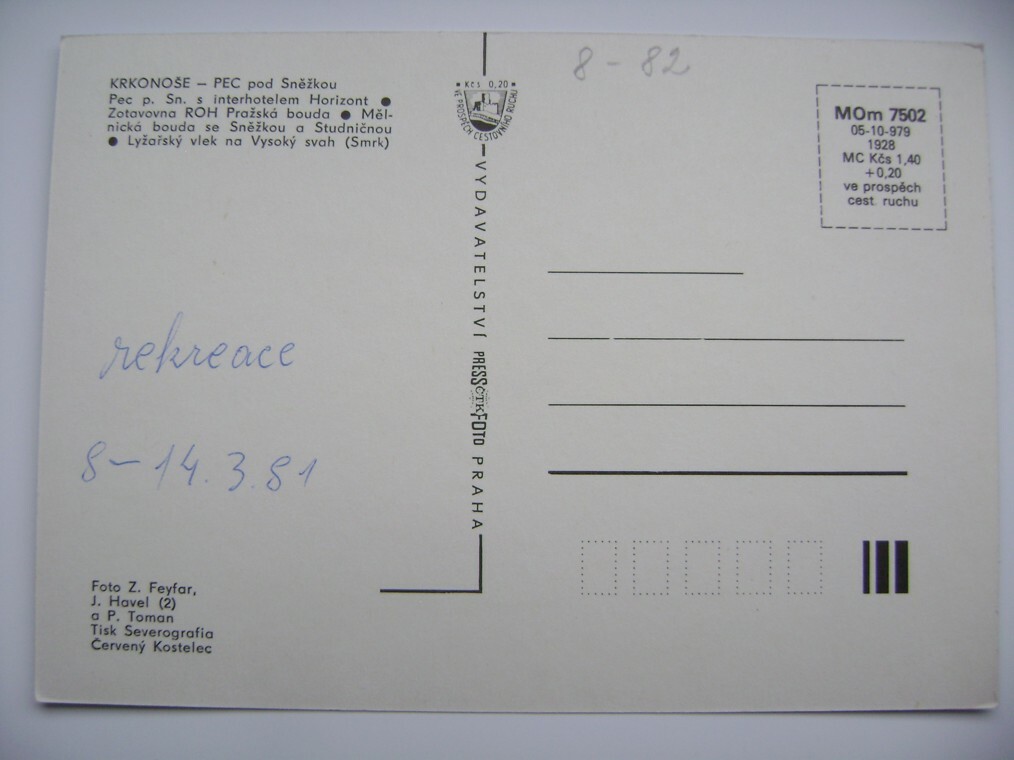 8 - 82
KRKONOŠE — PEC pod Sněžkou
Pec p. Sn. s interhotelem Horizont ●
Zotavovna ROH Pražská bouda ● Měl-
nická bouda se Sněžkou a Studničnou
● Lyžařský vlek na Vysoký svah (Smrk)
* Kčs 0,20 *
VE PROSPĚCH CESTOVNÍHO RUCHU
MOm 7502
05-10-979
1928
MC Kčs 1,40
+0,20
ve prospěch
cest. ruchu
VYDAVATELSTVÍ PRESSČTKFOTO PRAHA
rekreace
8-14.3.81
Foto Z. Feyfar,
J. Havel (2)
a P. Toman
Tisk Severografia
Červený Kostelec